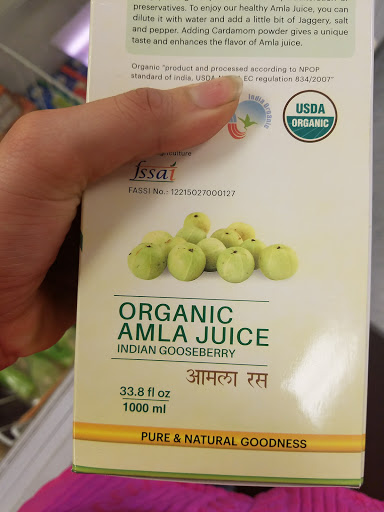 preservatives. To enjoy our healthy Amla Juice, you can
dilute it with water and add a little bit of Jaggery, salt
and pepper. Adding Cardamom powder gives a unique
taste and enhances the flavor of Amla juice.
Organic "product and processed according to NPOP
standard of india, USDA EC regulation 834/2007"
India Organic
USDA
ORGANIC
fssai
FASSI No.- 12215027000127
ORGANIC
AMLA JUICE
INDIAN GOOSEBERRY
आमला रस
33.8 fl oz
1000 ml
PURE & NATURAL GOODNESS